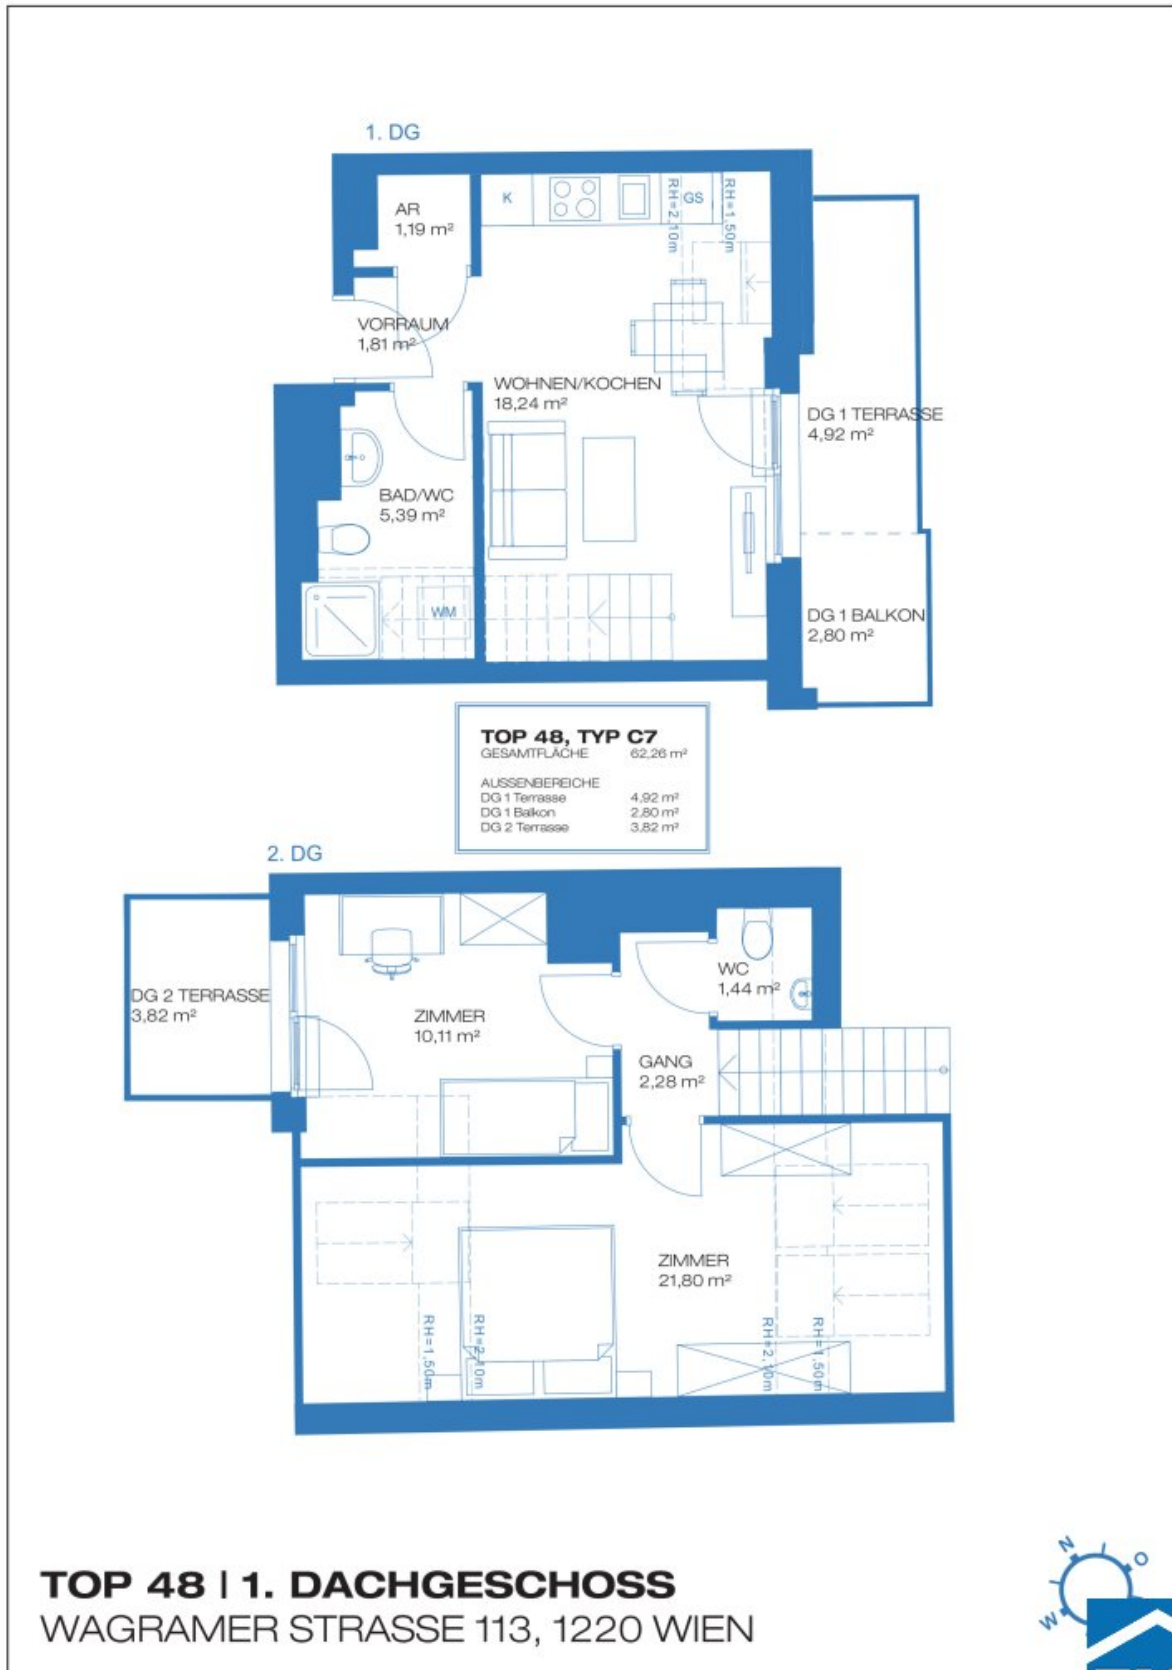 1. DG
AR
1,19 m²
K
GS
RH=2,10m
RH=1,50m
VORRAUM
1,81 m²
WOHNEN/KOCHEN
18,24 m²
DG 1 TERRASSE
4,92 m²
BAD/WC
5,39 m²
WM
DG 1 BALKON
2,80 m²
TOP 48, TYP C7
GESAMTFLÄCHE 62,26 m²
AUSSENBEREICHE
DG 1 Terrasse 4,92 m²
DG 1 Balkon 2,80 m²
DG 2 Terrasse 3,82 m²
2. DG
DG 2 TERRASSE
3,82 m²
ZIMMER
10,11 m²
WC
1,44 m²
GANG
2,28 m²
ZIMMER
21,80 m²
RH=1,50m
RH=2,10m
RH=2,10m
RH=1,50m
TOP 48 | 1. DACHGESCHOSS
WAGRAMER STRASSE 113, 1220 WIEN
N
O
W